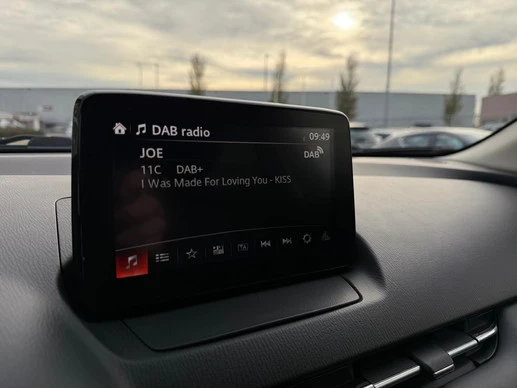 DAB radio
09:49
JOE
DAB
11C DAB+
I Was Made For Loving You - KISS